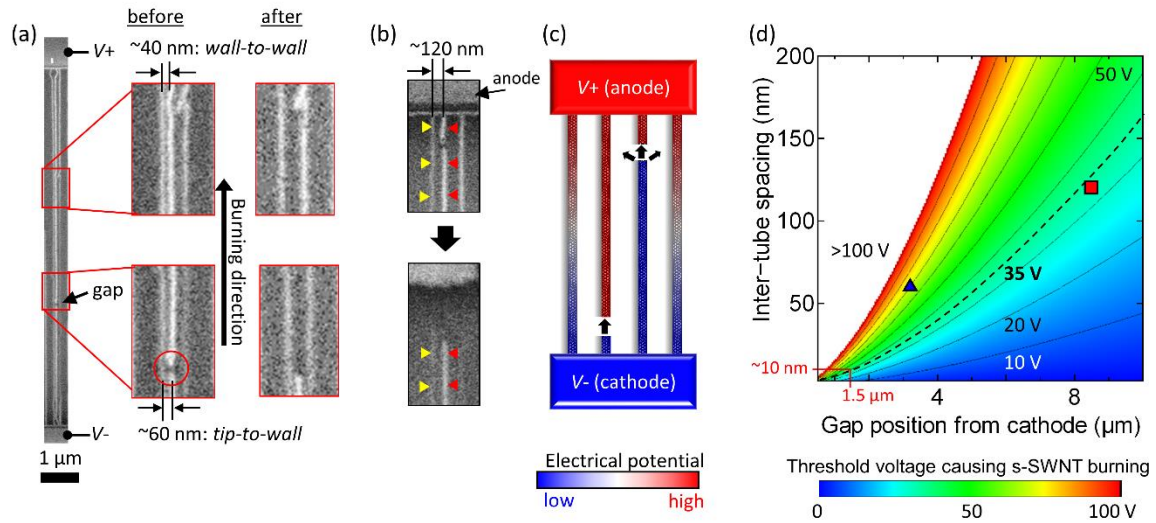 before
after
(a)
V+
~40 nm: wall-to-wall
gap
Burning direction
V-
~60 nm: tip-to-wall
1 μm
(b)
~120 nm
anode
(c)
V+ (anode)
V- (cathode)
Electrical potential
low
high
(d)
Inter-tube spacing (nm)
200
150
100
50
50 V
>100 V
35 V
20 V
10 V
~10 nm
1.5 μm
4
8
Gap position from cathode (μm)
Threshold voltage causing s-SWNT burning
0
50
100 V